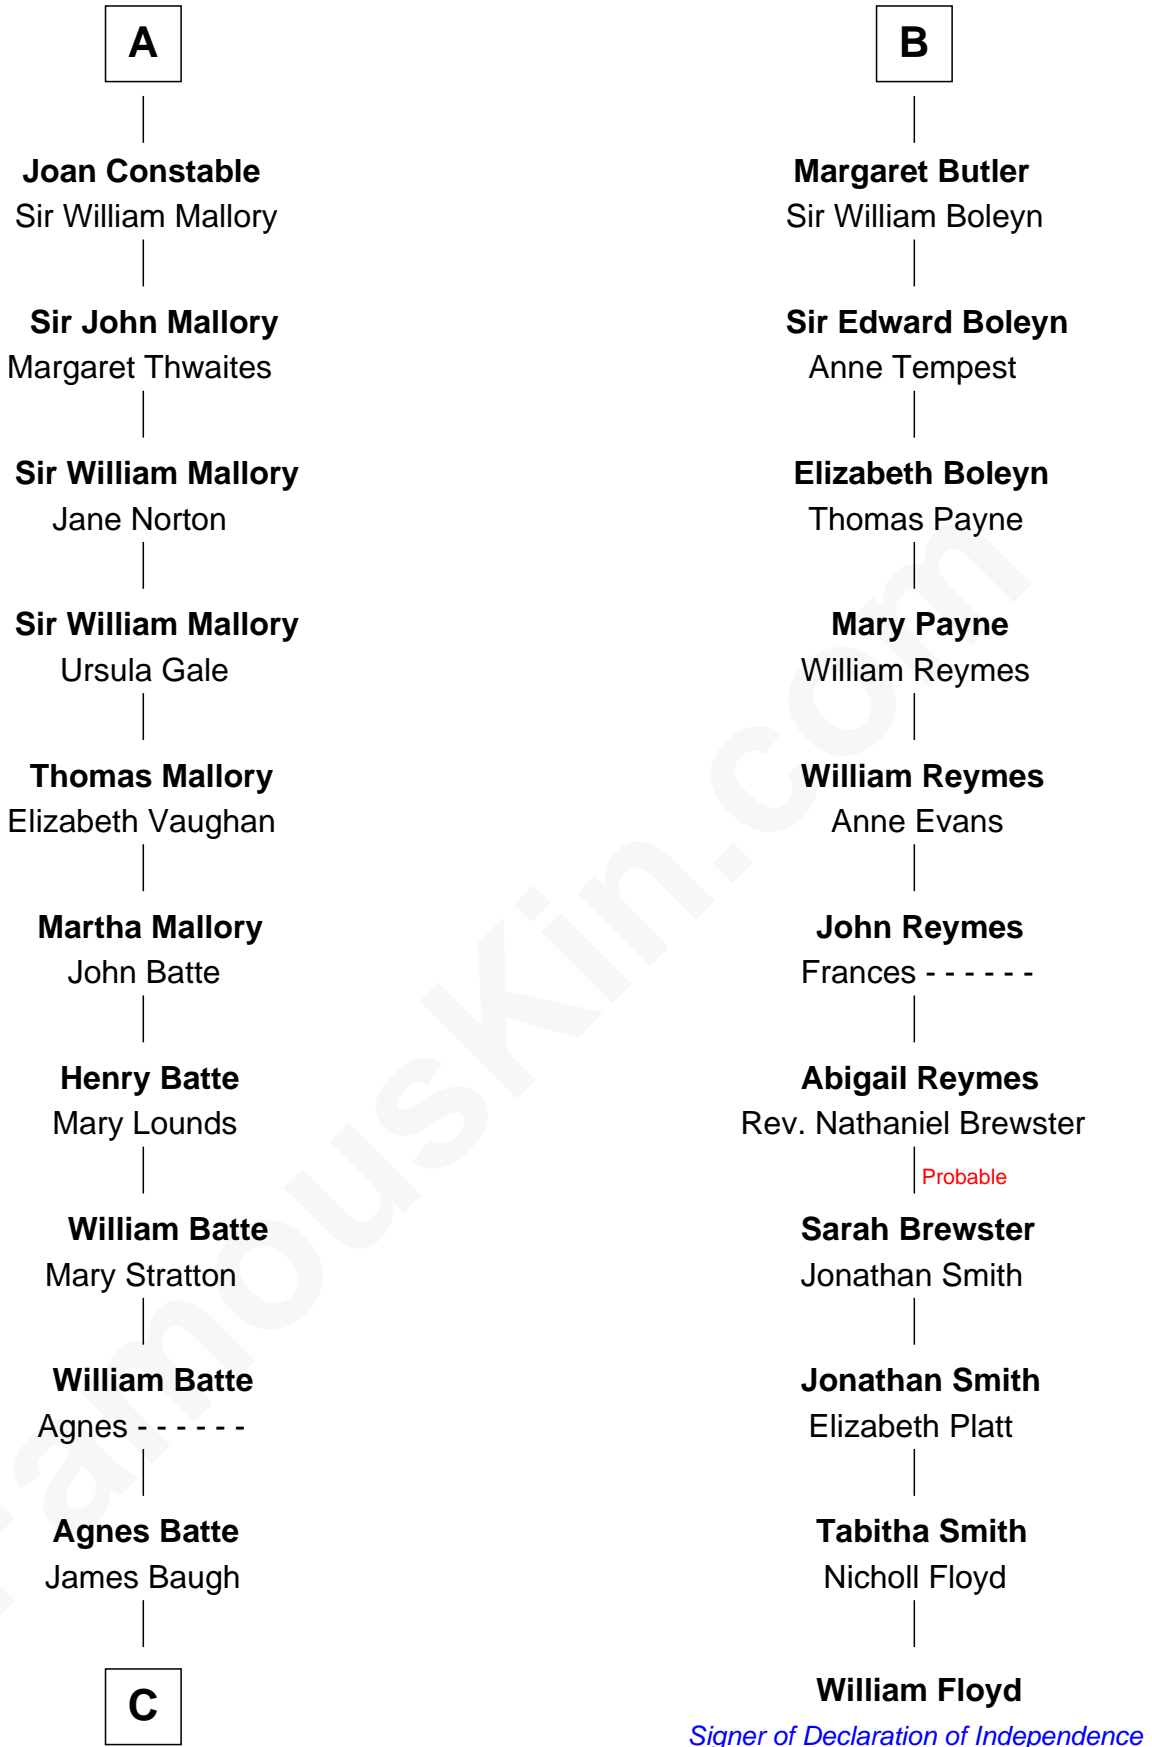 A
Joan Constable
Sir William Mallory
Sir John Mallory
Margaret Thwaites
Sir William Mallory
Jane Norton
Sir William Mallory
Ursula Gale
Thomas Mallory
Elizabeth Vaughan
Martha Mallory
John Batte
Henry Batte
Mary Lounds
William Batte
Mary Stratton
William Batte
Agnes - - - - - -
Agnes Batte
James Baugh
C
B
Margaret Butler
Sir William Boleyn
Sir Edward Boleyn
Anne Tempest
Elizabeth Boleyn
Thomas Payne
Mary Payne
William Reymes
William Reymes
Anne Evans
John Reymes
Frances - - - - - -
Abigail Reymes
Rev. Nathaniel Brewster
Probable
Sarah Brewster
Jonathan Smith
Jonathan Smith
Elizabeth Platt
Tabitha Smith
Nicholl Floyd
William Floyd
Signer of Declaration of Independence
FamousKin.com